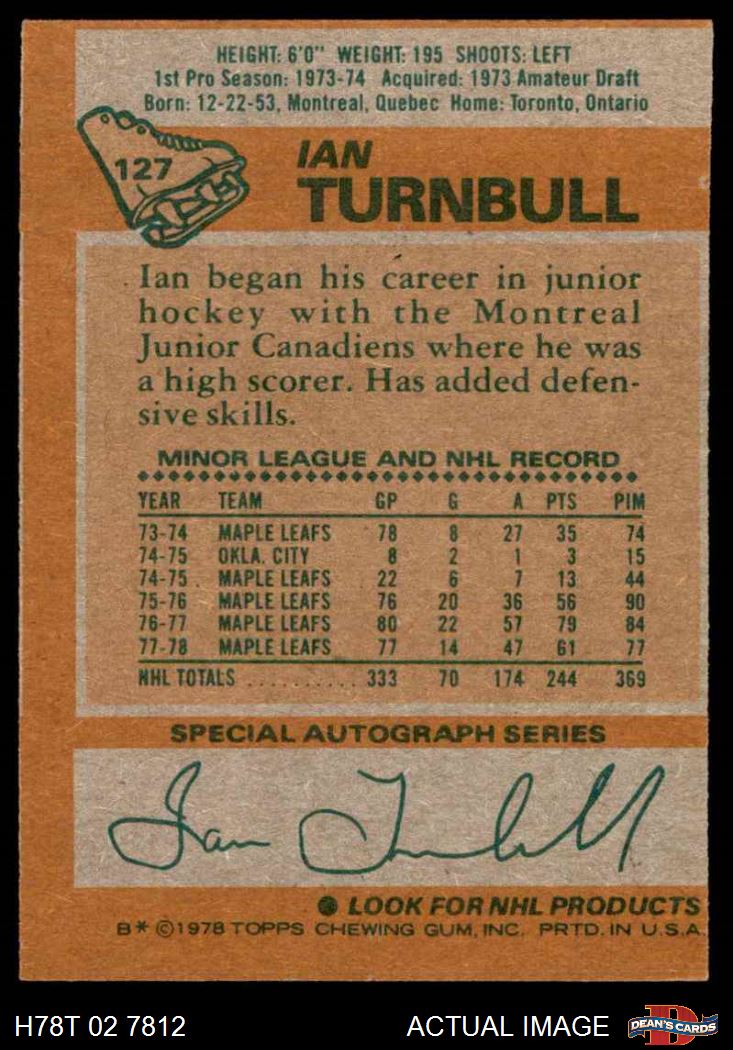 HEIGHT: 6'0" WEIGHT: 195 SHOOTS: LEFT
1st Pro Season: 1973-74 Acquired: 1973 Amateur Draft
Born: 12-22-53, Montreal, Quebec Home: Toronto, Ontario
127
IAN
TURNBULL
Ian began his career in junior
hockey with the Montreal
Junior Canadiens where he was
a high scorer. Has added defen-
sive skills.
MINOR LEAGUE AND NHL RECORD
YEAR TEAM GP G A PTS PIM
73-74 MAPLE LEAFS 78 8 27 35 74
74-75 OKLA. CITY 8 2 1 3 15
74-75 MAPLE LEAFS 22 6 7 13 44
75-76 MAPLE LEAFS 76 20 36 56 90
76-77 MAPLE LEAFS 80 22 57 79 84
77-78 MAPLE LEAFS 77 14 47 61 77
NHL TOTALS .......... 333 70 174 244 369
SPECIAL AUTOGRAPH SERIES
Ian Turnbull
● LOOK FOR NHL PRODUCTS
B* ©1978 TOPPS CHEWING GUM, INC. PRTD. IN U.S.A.
H78T 02 7812 ACTUAL IMAGE D DEAN'S CARDS